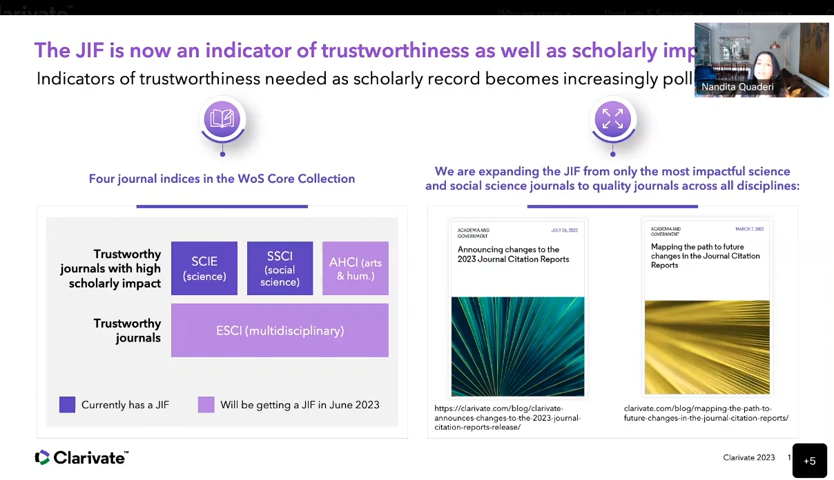 The JIF is now an indicator of trustworthiness as well as scholarly
Indicators of trustworthiness needed as scholarly record becomes increasingly
Nandita Quaderi
Four journal indices in the WoS Core Collection
Trustworthy
journals with high
scholarly impact
SCIE
(science)
SSCI
(social
science)
AHCI (arts
& hum.)
Trustworthy
journals
ESCI (multidisciplinary)
Currently has a JIF
Will be getting a JIF in June 2023
We are expanding the JIF from only the most impactful science
and social science journals to quality journals across all disciplines:
ACADEMIA AND
GOVERNMENT
JULY 26, 2022
Announcing changes to the
2023 Journal Citation Reports
https://clarivate.com/blog/clarivate-
announces-changes-to-the-2023-journal-
citation-reports-release/
ACADEMIA AND
GOVERNMENT
Mapping the path to future
changes in the Journal Citation
Reports
clarivate.com/blog/mapping-the-path-to-
future-changes-in-the-journal-citation-reports/
Clarivate™
Clarivate 2023
+5